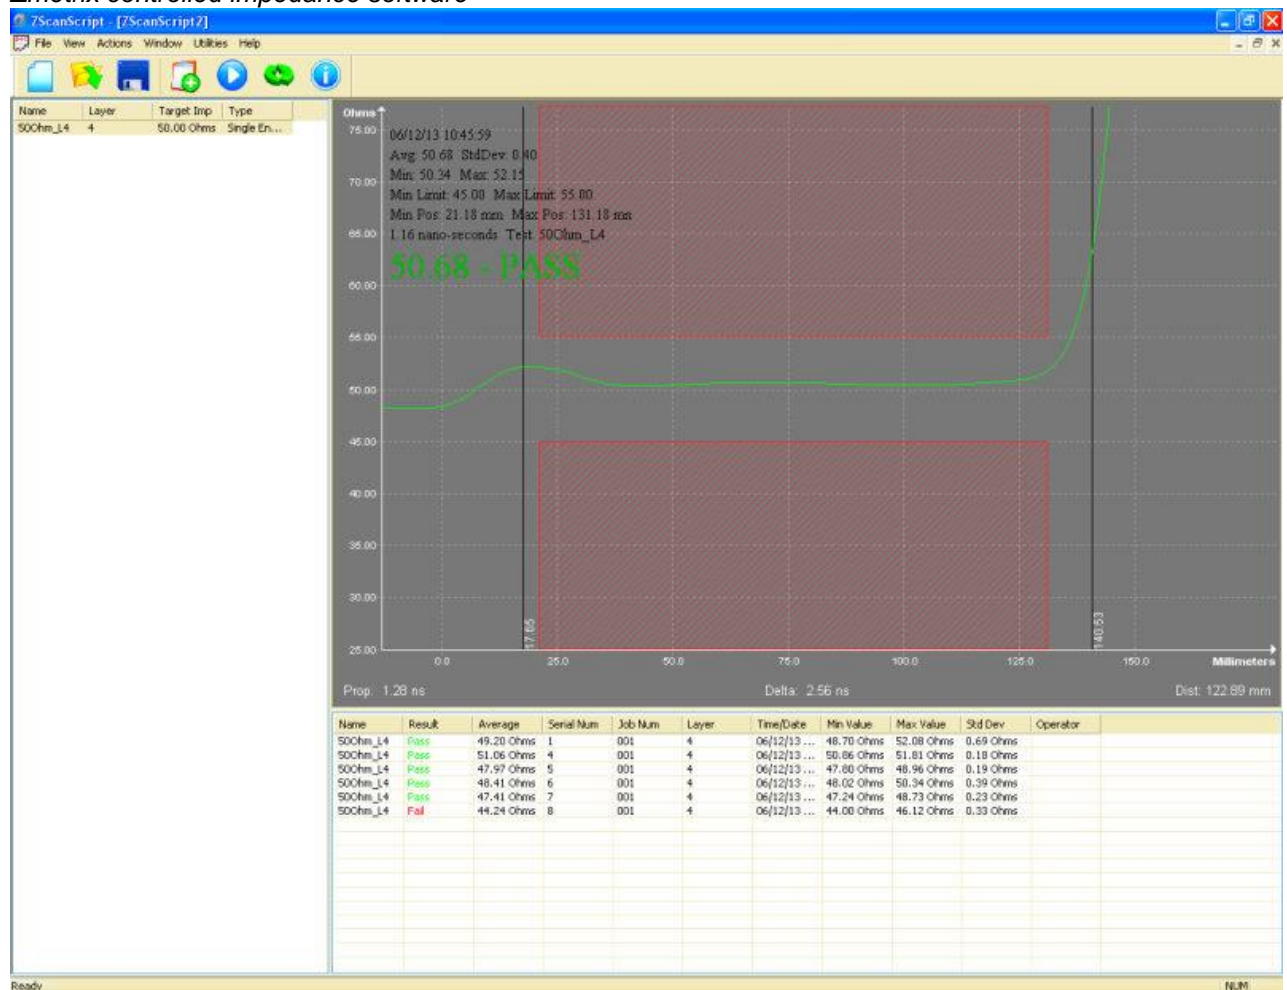 Zmetrix controlled impedance software
ZScanScript - [ZScanScript2]
File View Actions Window Utilities Help
Name Layer Target Imp Type
50Ohm_L4 4 50.00 Ohms Single En...
Ohms
75.00
70.00
65.00
60.00
55.00
50.00
45.00
40.00
35.00
30.00
25.00
06/12/13 10:45:59
Avg: 50.68 StdDev: 0.40
Min: 50.34 Max: 52.15
Min Limit: 45.00 Max Limit: 55.00
Min Pos: 21.18 mm Max Pos: 131.18 mm
1.16 nano-seconds Test: 50Ohm_L4
50.68 - PASS
17.65
140.53
0.0 25.0 50.0 75.0 100.0 125.0 150.0 Millimeters
Prop: 1.28 ns Delta: 2.56 ns Dist: 122.89 mm
Name Result Average Serial Num Job Num Layer Time/Date Min Value Max Value Std Dev Operator
50Ohm_L4 Pass 49.20 Ohms 1 001 4 06/12/13 ... 48.70 Ohms 52.08 Ohms 0.69 Ohms
50Ohm_L4 Pass 51.06 Ohms 4 001 4 06/12/13 ... 50.86 Ohms 51.81 Ohms 0.18 Ohms
50Ohm_L4 Pass 47.97 Ohms 5 001 4 06/12/13 ... 47.80 Ohms 48.96 Ohms 0.19 Ohms
50Ohm_L4 Pass 48.41 Ohms 6 001 4 06/12/13 ... 48.02 Ohms 50.34 Ohms 0.39 Ohms
50Ohm_L4 Pass 47.41 Ohms 7 001 4 06/12/13 ... 47.24 Ohms 48.73 Ohms 0.23 Ohms
50Ohm_L4 Fail 44.24 Ohms 8 001 4 06/12/13 ... 44.00 Ohms 46.12 Ohms 0.33 Ohms
Ready NUM